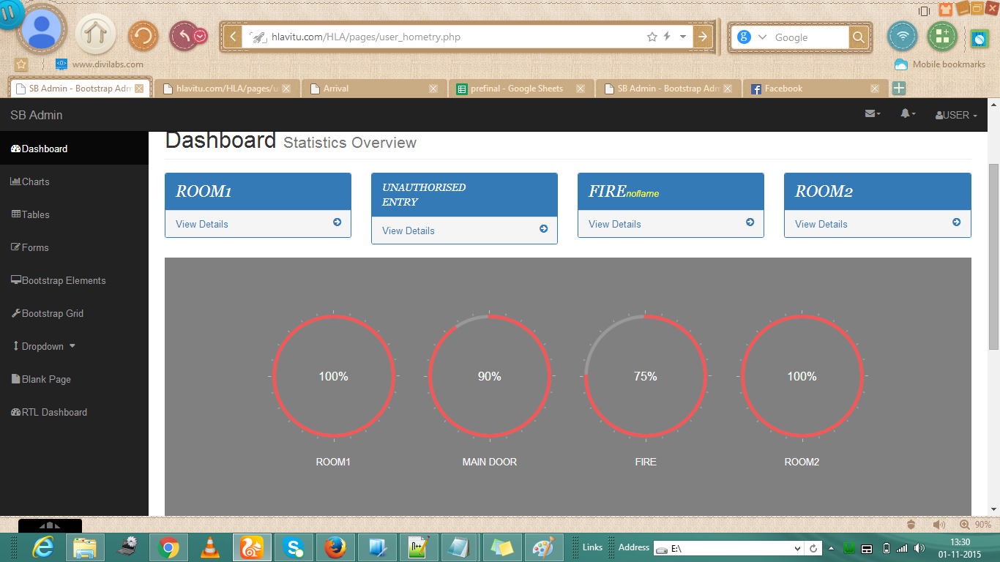 hlavitu.com/HLA/pages/user_hometry.php
g
Google
www.divilabs.com
Mobile bookmarks
SB Admin - Bootstrap Adm
hlavitu.com/HLA/pages/u
Arrival
prefinal - Google Sheets
SB Admin - Bootstrap Adm
Facebook
SB Admin
USER
Dashboard
Charts
Tables
Forms
Bootstrap Elements
Bootstrap Grid
Dropdown
Blank Page
RTL Dashboard
Dashboard Statistics Overview
ROOM1
View Details
UNAUTHORISED
ENTRY
View Details
FIREnoflame
View Details
ROOM2
View Details
100%
90%
75%
100%
ROOM1
MAIN DOOR
FIRE
ROOM2
90%
Links
Address
E:\
13:30
01-11-2015